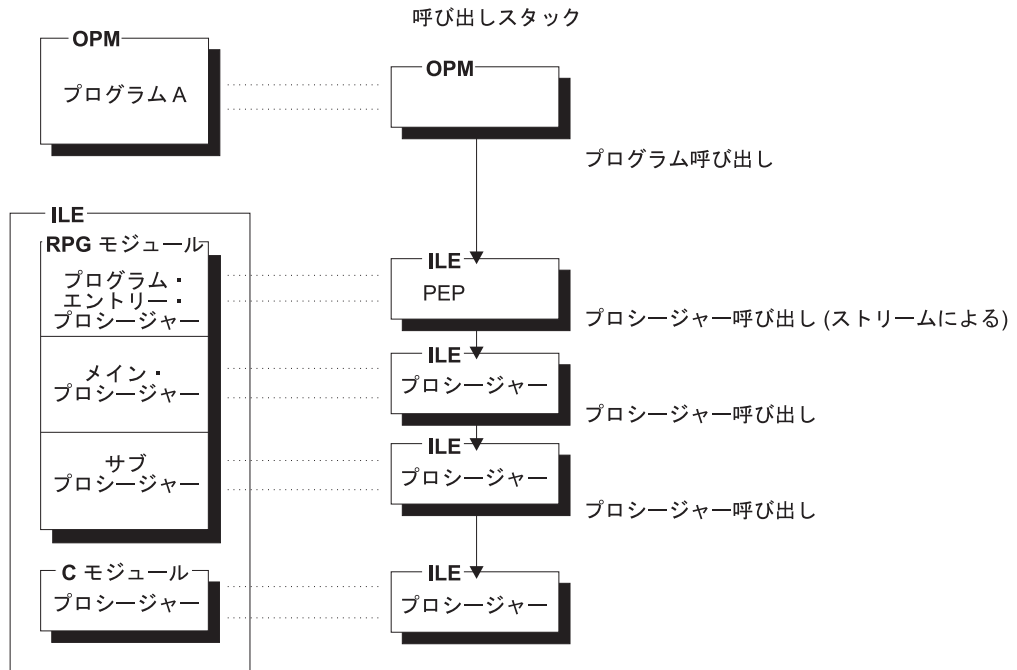 呼び出しスタック
OPM
プログラム A
OPM
プログラム呼び出し
ILE
RPG モジュール
プログラム・
エントリー・
プロシージャー
ILE
PEP
プロシージャー呼び出し (ストリームによる)
メイン・
プロシージャー
ILE
プロシージャー
プロシージャー呼び出し
サブ
プロシージャー
ILE
プロシージャー
プロシージャー呼び出し
C モジュール
プロシージャー
ILE
プロシージャー